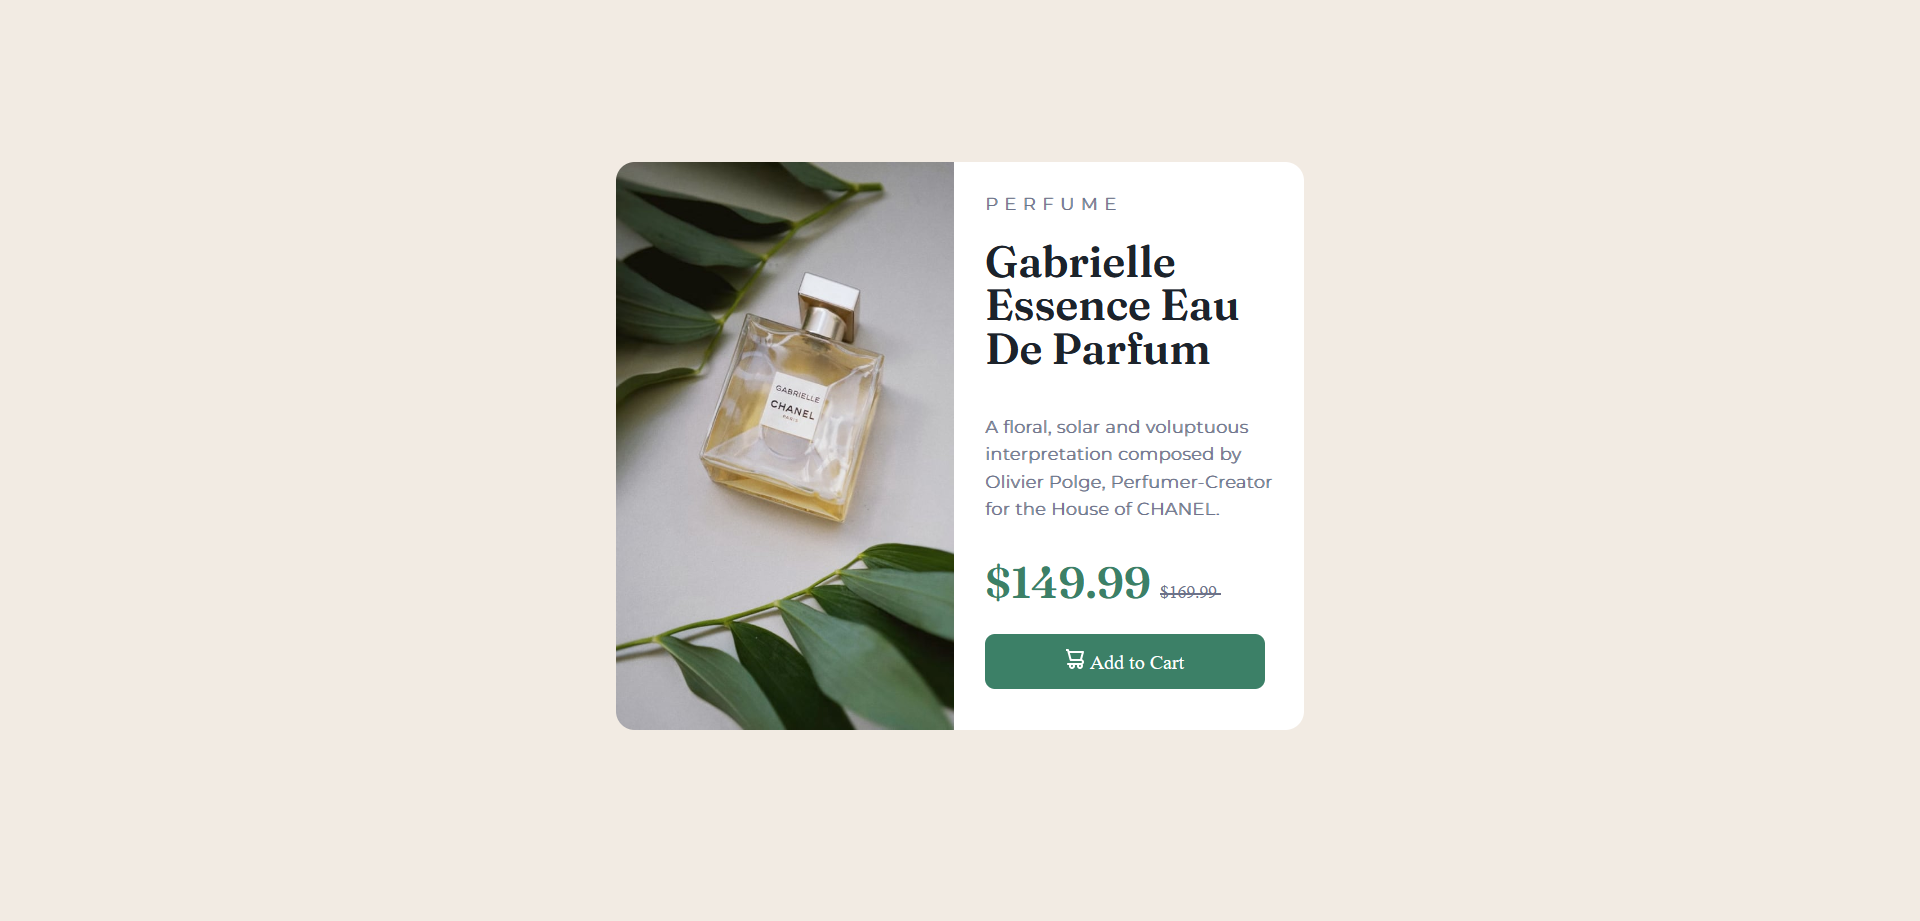 PERFUME
Gabrielle
Essence Eau
De Parfum
GABRIELLE
CHANEL
PARIS
A floral, solar and voluptuous
interpretation composed by
Olivier Polge, Perfumer-Creator
for the House of CHANEL.
$149.99 $169.99
Add to Cart